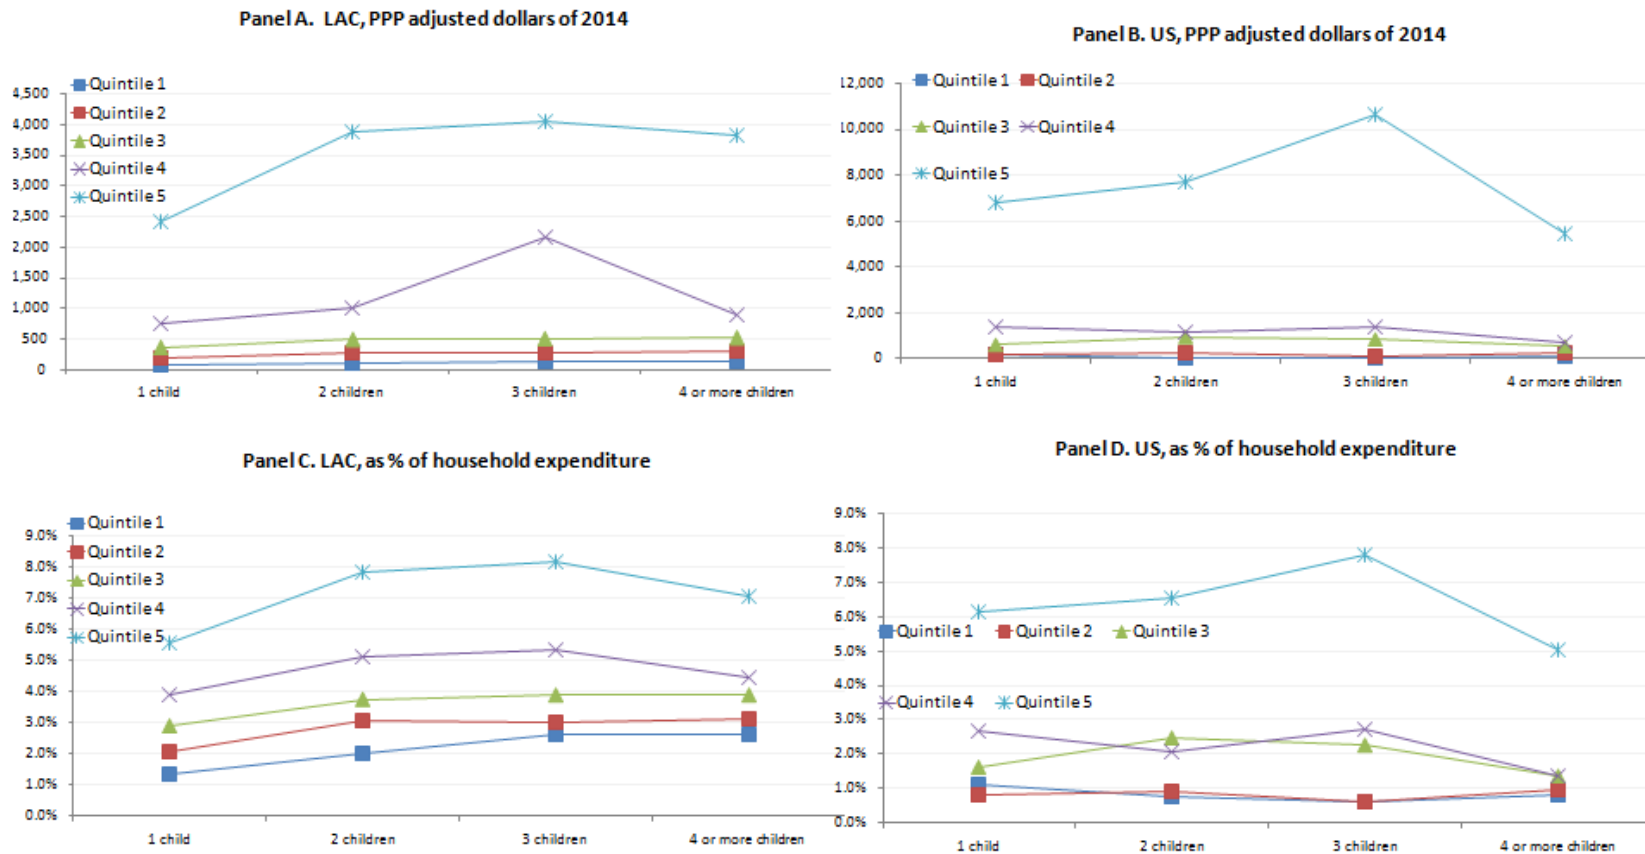 Panel A. LAC, PPP adjusted dollars of 2014
Quintile 1
Quintile 2
Quintile 3
Quintile 4
Quintile 5
4,500
4,000
3,500
3,000
2,500
2,000
1,500
1,000
500
0
1 child 2 children 3 children 4 or more children
Panel B. US, PPP adjusted dollars of 2014
Quintile 1 Quintile 2
Quintile 3 Quintile 4
Quintile 5
12,000
10,000
8,000
6,000
4,000
2,000
0
1 child 2 children 3 children 4 or more children
Panel C. LAC, as % of household expenditure
Quintile 1
Quintile 2
Quintile 3
Quintile 4
Quintile 5
9.0%
8.0%
7.0%
6.0%
5.0%
4.0%
3.0%
2.0%
1.0%
0.0%
1 child 2 children 3 children 4 or more children
Panel D. US, as % of household expenditure
9.0%
8.0%
7.0%
6.0%
5.0%
4.0%
3.0%
2.0%
1.0%
0.0%
Quintile 1 Quintile 2 Quintile 3
Quintile 4 Quintile 5
1 child 2 children 3 children 4 or more children